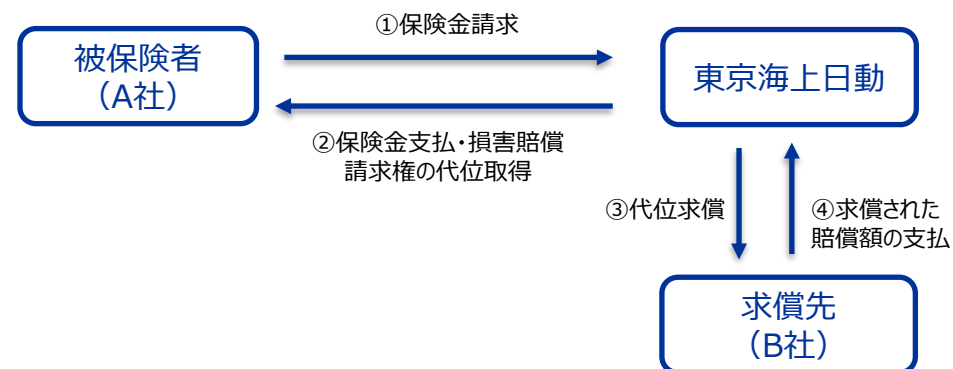 ①保険金請求
被保険者
（A社）
東京海上日動
②保険金支払・損害賠償
請求権の代位取得
③代位求償
④求償された
賠償額の支払
求償先
（B社）